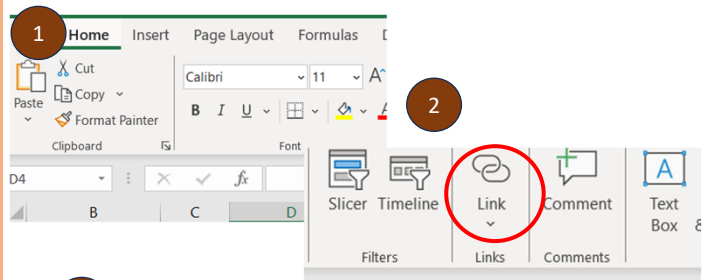 1
Home Insert Page Layout Formulas
Cut
Calibri 11 A
Copy
Paste
B I U A
Format Painter
Clipboard Font
2
D4 fx
B C D
Slicer Timeline Link Comment Text
Box &
Filters Links Comments